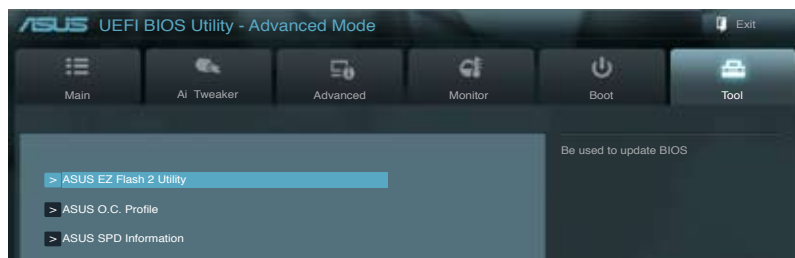 ASUS UEFI BIOS Utility - Advanced Mode
Exit
Main
Ai Tweaker
Advanced
Monitor
Boot
Tool
Be used to update BIOS
> ASUS EZ Flash 2 Utility
> ASUS O.C. Profile
> ASUS SPD Information